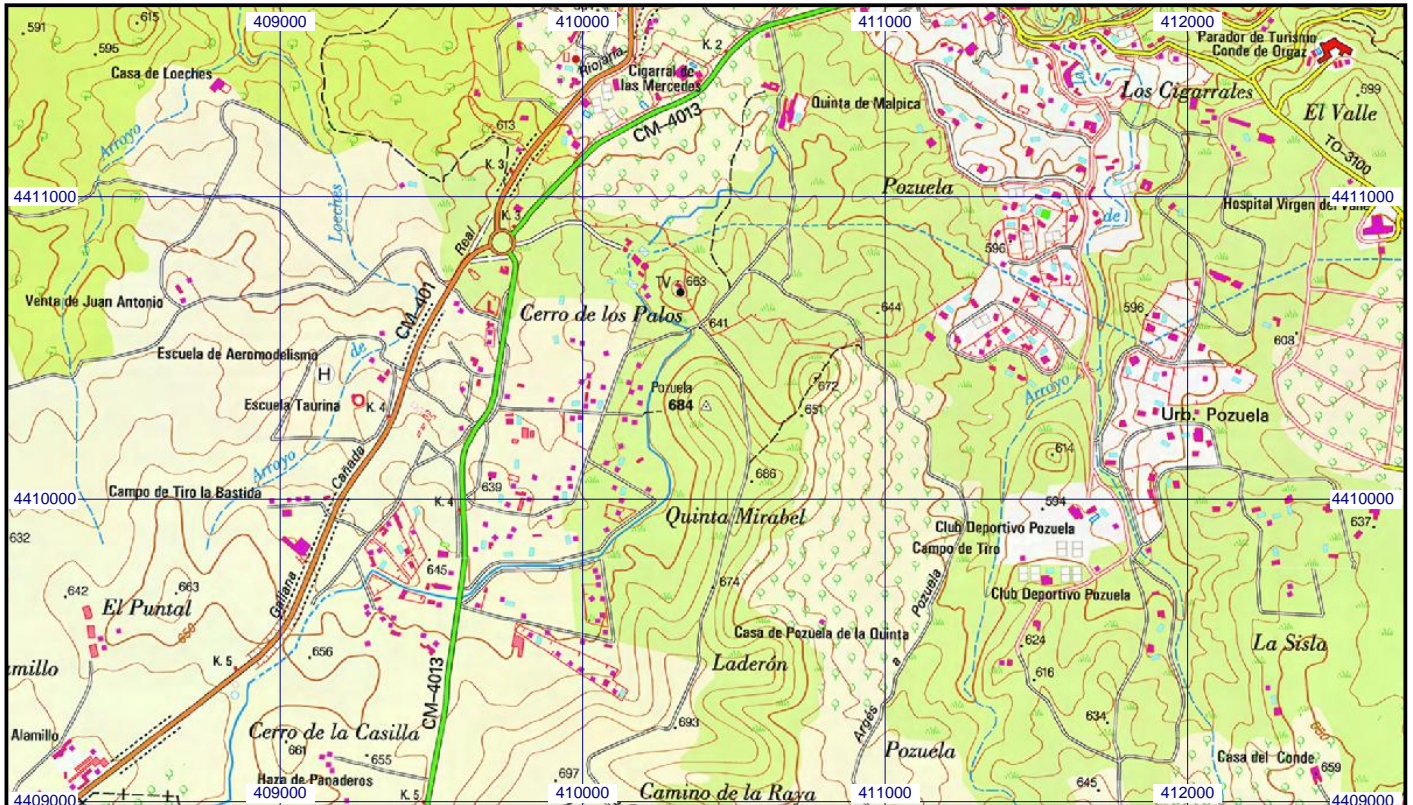 409000
410000
411000
412000
591
615
595
K. 2
Parador de Turismo
Conde de Orgaz
Casa de Loeches
Riojana
Cigarral de
las Mercedes
Los Cigarrales
599
El Valle
Quinta de Malpica
613
CM-4013
Arroyo
TO-3100
K. 3
Pozuela
4411000
4411000
Loeches
K. 3
Hospital Virgen del Valle
de
Real
596
TV
663
Venta de Juan Antonio
CM-401
Cerro de los Palos
641
644
596
608
Escuela de Aeromodelismo
de
H
Pozuela
684
672
651
Arroyo
Escuela Taurina
K. 4
Urb. Pozuela
614
Arroyo
Cañada
686
Campo de Tiro la Bastida
639
4410000
K. 4
594
4410000
Quinta Mirabel
Club Deportivo Pozuela
637
632
Campo de Tiro
645
674
642
663
Galiana
Pozuela
Club Deportivo Pozuela
El Puntal
650
Casa de Pozuela de la Quinta
624
La Sisla
656
K. 5
Laderón
a
616
amillo
CM-4013
Argés
693
634
Alamillo
Cerro de la Casilla
661
655
Pozuela
650
Casa del Conde
659
Haza de Panaderos
697
645
K. 5
Camino de la Raya
4409000
409000
410000
411000
412000
4409000